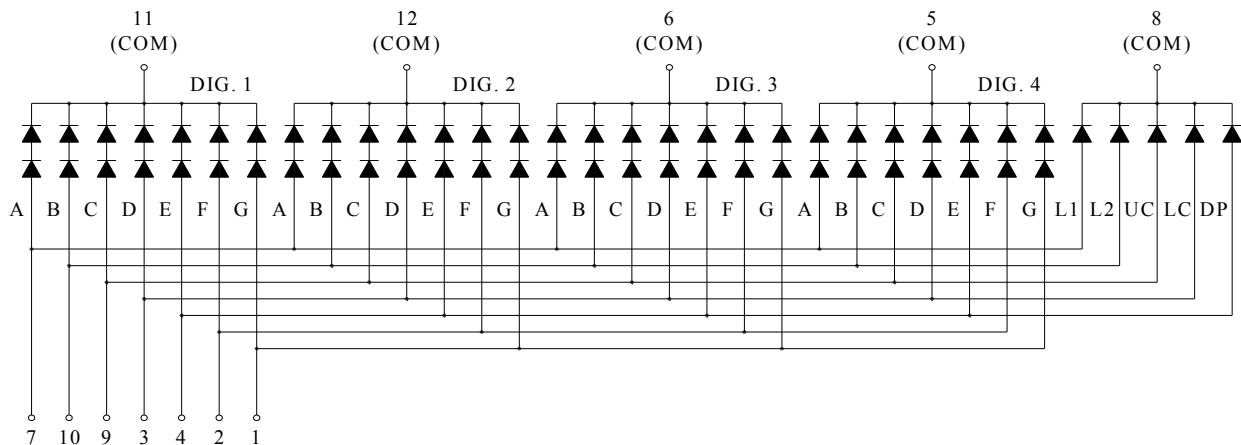 11 12 6 5 8
(COM) (COM) (COM) (COM) (COM)
DIG. 1 DIG. 2 DIG. 3 DIG. 4
A B C D E F G A B C D E F G A B C D E F G A B C D E F G L1 L2 UC LC DP
7 10 9 3 4 2 1